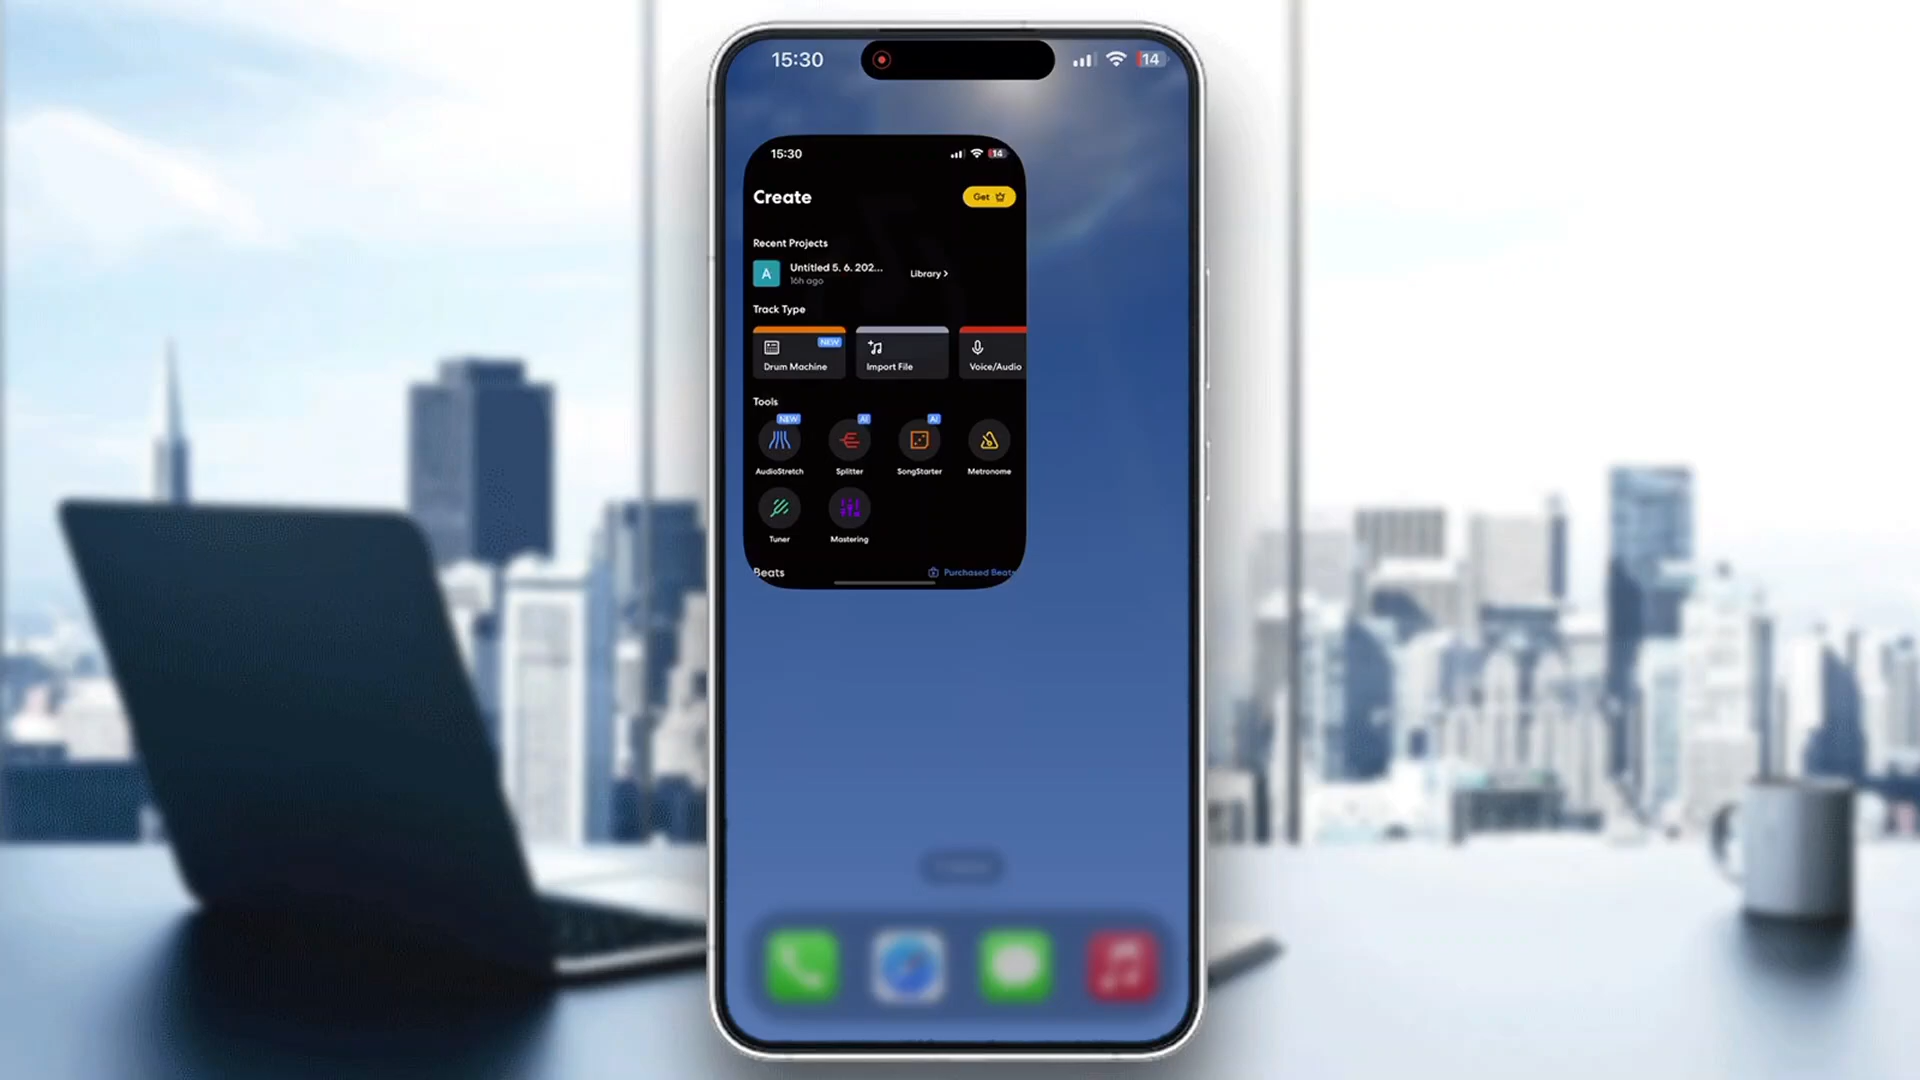 15:30
14
15:30
14
Create
Get
Recent Projects
A
Untitled 5. 6. 202...
16h ago
Library >
Track Type
NEW
Drum Machine
Import File
Voice/Audio
Tools
NEW
AI
AI
AudioStretch
Splitter
SongStarter
Metronome
Tuner
Mastering
Beats
Purchased Beats